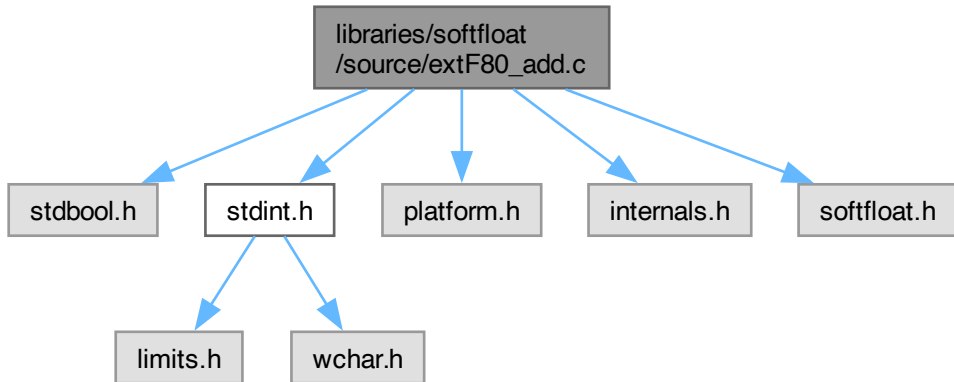 libraries/softfloat
/source/extF80_add.c
stdbool.h
stdint.h
platform.h
internals.h
softfloat.h
limits.h
wchar.h